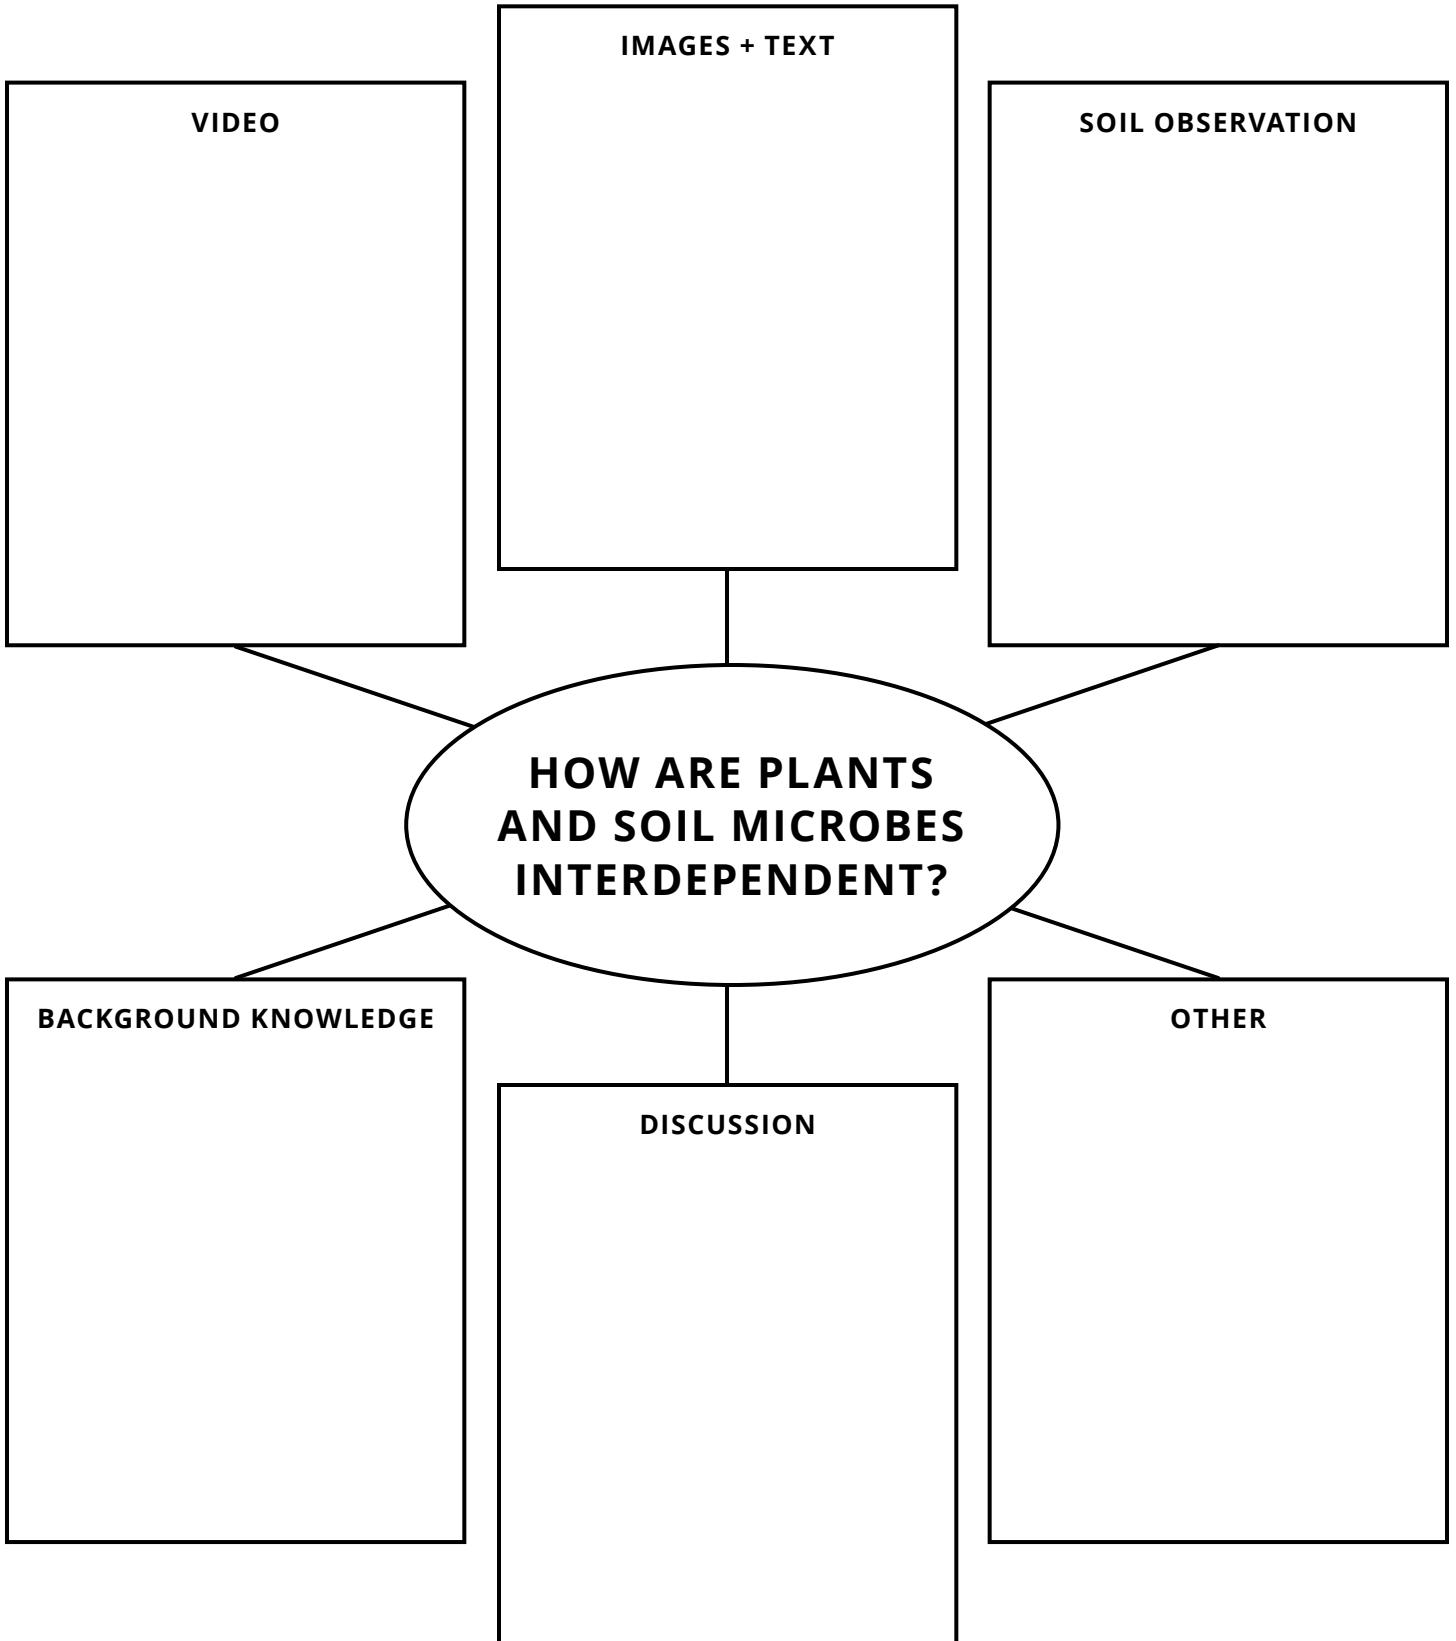 IMAGES + TEXT
VIDEO
SOIL OBSERVATION
HOW ARE PLANTS
AND SOIL MICROBES
INTERDEPENDENT?
BACKGROUND KNOWLEDGE
OTHER
DISCUSSION